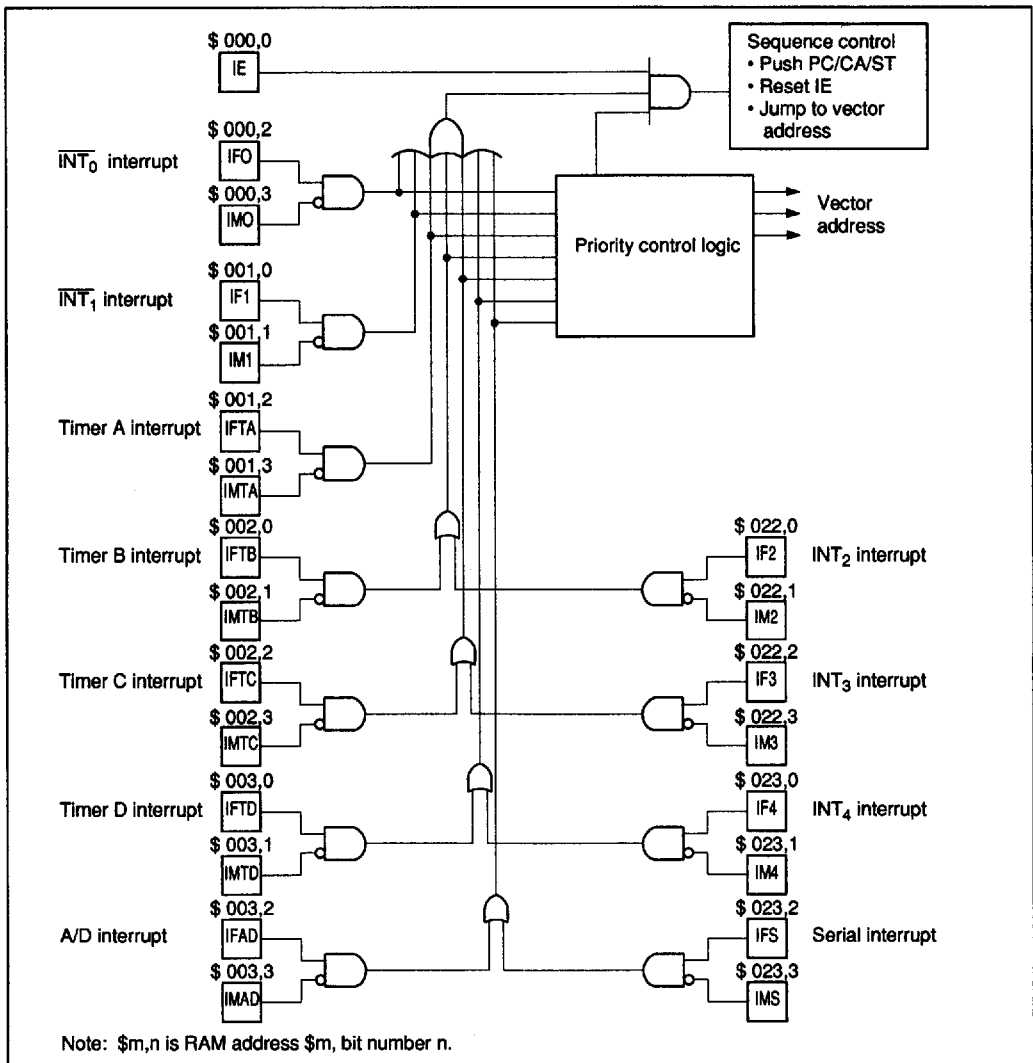 $ 000,0
IE
Sequence control
• Push PC/CA/ST
• Reset IE
• Jump to vector
address
$ 000,2
INT0 interrupt
IFO
$ 000,3
IMO
Priority control logic
Vector
address
$ 001,0
INT1 interrupt
IF1
$ 001,1
IM1
$ 001,2
Timer A interrupt
IFTA
$ 001,3
IMTA
$ 002,0
Timer B interrupt
IFTB
$ 002,1
IMTB
$ 022,0
IF2
INT2 interrupt
$ 022,1
IM2
$ 002,2
Timer C interrupt
IFTC
$ 002,3
IMTC
$ 022,2
IF3
INT3 interrupt
$ 022,3
IM3
$ 003,0
Timer D interrupt
IFTD
$ 003,1
IMTD
$ 023,0
IF4
INT4 interrupt
$ 023,1
IM4
$ 003,2
A/D interrupt
IFAD
$ 003,3
IMAD
$ 023,2
IFS
Serial interrupt
$ 023,3
IMS
Note: $m,n is RAM address $m, bit number n.